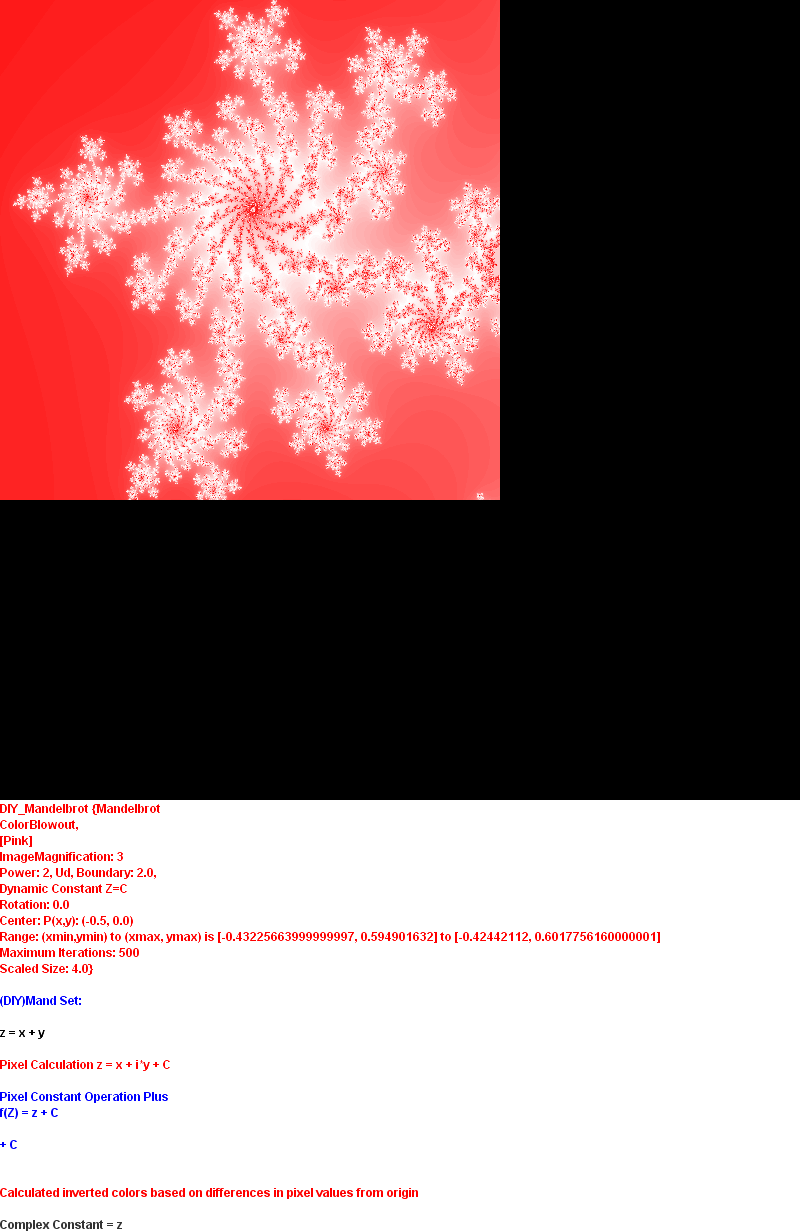 DIY_Mandelbrot {Mandelbrot
ColorBlowout,
[Pink]
ImageMagnification: 3
Power: 2, Ud, Boundary: 2.0,
Dynamic Constant Z=C
Rotation: 0.0
Center: P(x,y): (-0.5, 0.0)
Range: (xmin,ymin) to (xmax, ymax) is [-0.43225663999999997, 0.594901632] to [-0.42442112, 0.6017756160000001]
Maximum Iterations: 500
Scaled Size: 4.0}
(DIY)Mand Set:
z = x + y
Pixel Calculation z = x + i*y + C
Pixel Constant Operation Plus
f(Z) = z + C
+ C
Calculated inverted colors based on differences in pixel values from origin
Complex Constant = z